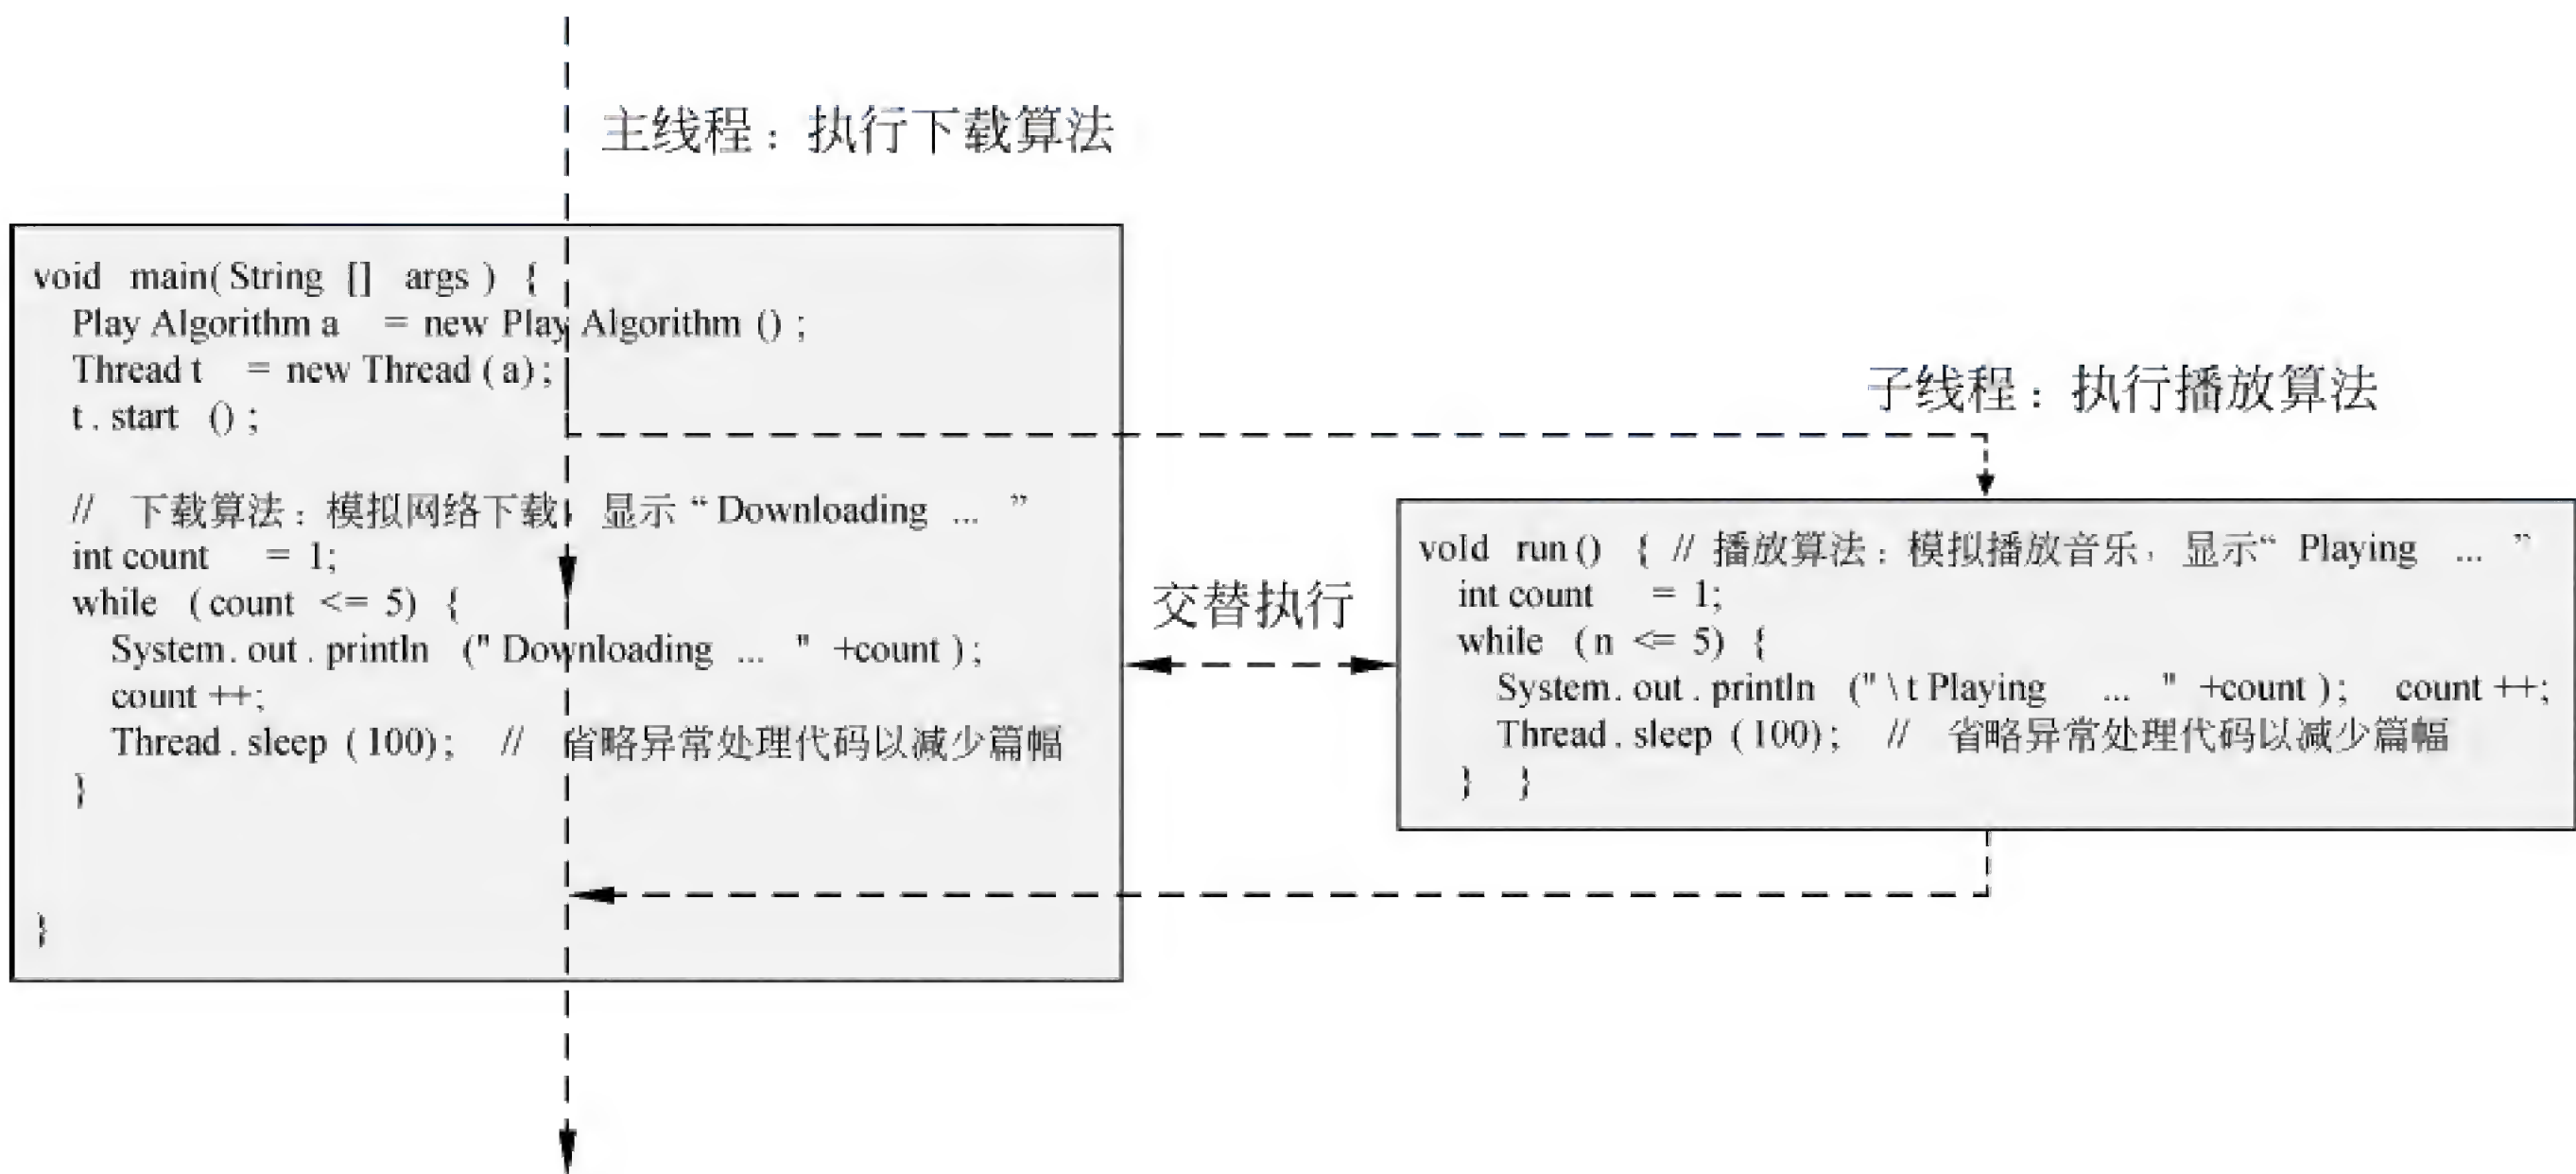 主线程：执行下载算法
void main(String [] args) {
Play Algorithm a = new Play Algorithm () ;
Thread t = new Thread (a);
t . start () ;
// 下载算法：模拟网络下载，显示“Downloading ... ”
int count = 1;
while (count <= 5) {
System. out . println (" Downloading ... " +count );
count ++;
Thread . sleep (100); // 省略异常处理代码以减少篇幅
}
}
交替执行
子线程：执行播放算法
void run() { // 播放算法：模拟播放音乐，显示“ Playing ... ”
int count = 1;
while (n <= 5) {
System. out . println (" \ t Playing ... " +count ); count ++;
Thread . sleep (100); // 省略异常处理代码以减少篇幅
} }